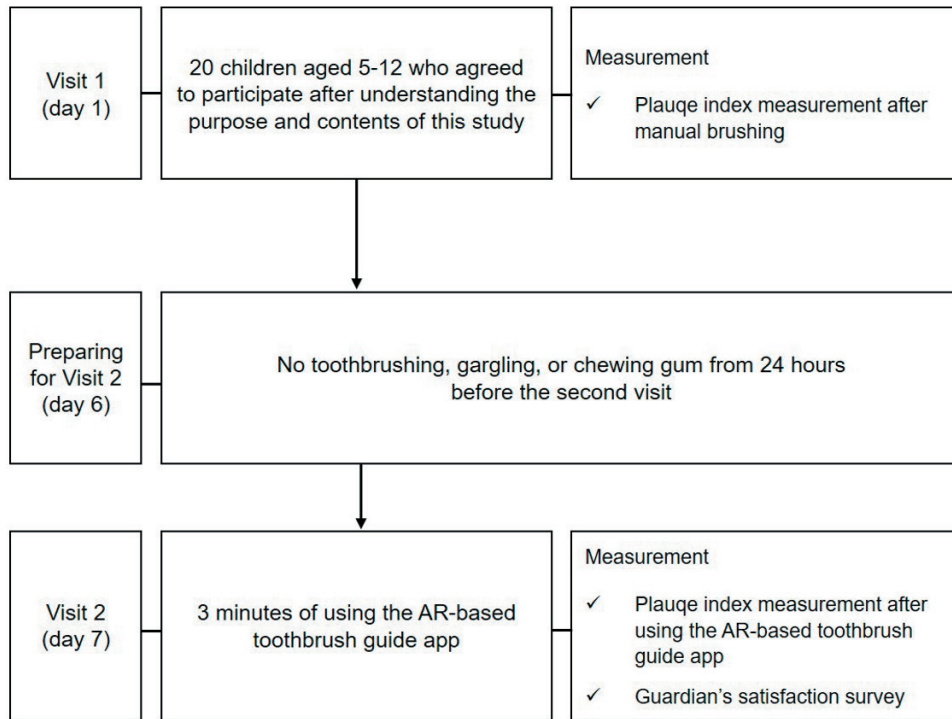 Visit 1
(day 1)
20 children aged 5-12 who agreed
to participate after understanding the
purpose and contents of this study
Measurement
✓ Plauqe index measurement after
manual brushing
Preparing
for Visit 2
(day 6)
No toothbrushing, gargling, or chewing gum from 24 hours
before the second visit
Visit 2
(day 7)
3 minutes of using the AR-based
toothbrush guide app
Measurement
✓ Plauqe index measurement after
using the AR-based toothbrush
guide app
✓ Guardian’s satisfaction survey